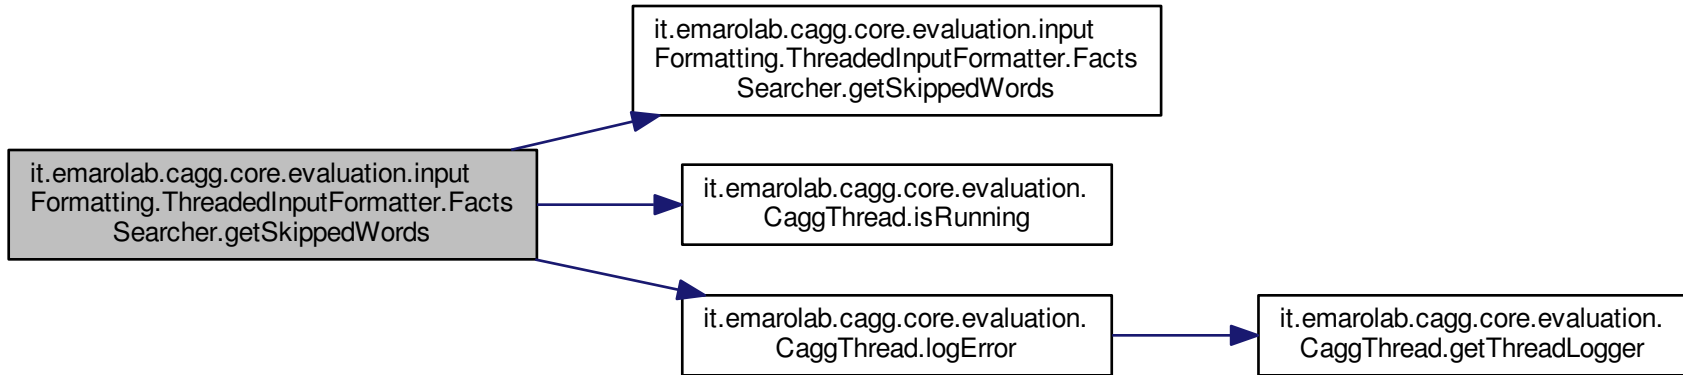 it.emarolab.cagg.core.evaluation.input
Formatting.ThreadedInputFormatter.Facts
Searcher.getSkippedWords
it.emarolab.cagg.core.evaluation.input
Formatting.ThreadedInputFormatter.Facts
Searcher.getSkippedWords
it.emarolab.cagg.core.evaluation.
CaggThread.isRunning
it.emarolab.cagg.core.evaluation.
CaggThread.logError
it.emarolab.cagg.core.evaluation.
CaggThread.getThreadLogger